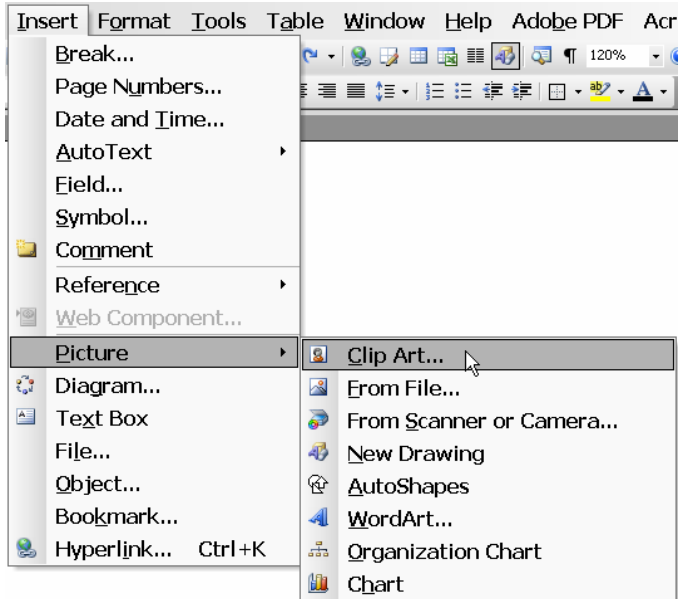 Insert Format Tools Table Window Help Adobe PDF Acr
120%
Break...
Page Numbers...
Date and Time...
AutoText
Field...
Symbol...
Comment
Reference
Web Component...
Picture
Diagram...
Text Box
File...
Object...
Bookmark...
Hyperlink... Ctrl+K
Clip Art...
From File...
From Scanner or Camera...
New Drawing
AutoShapes
WordArt...
Organization Chart
Chart